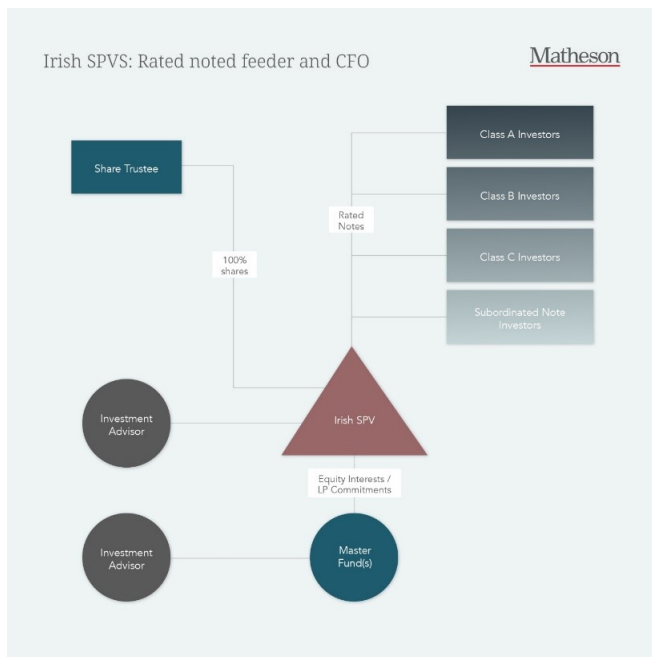 Irish SPVS: Rated noted feeder and CFO
Matheson
Share Trustee
Class A Investors
Class B Investors
Rated
Notes
Class C Investors
100%
shares
Subordinated Note
Investors
Irish SPV
Investment
Advisor
Equity Interests /
LP Commitments
Investment
Advisor
Master
Fund(s)